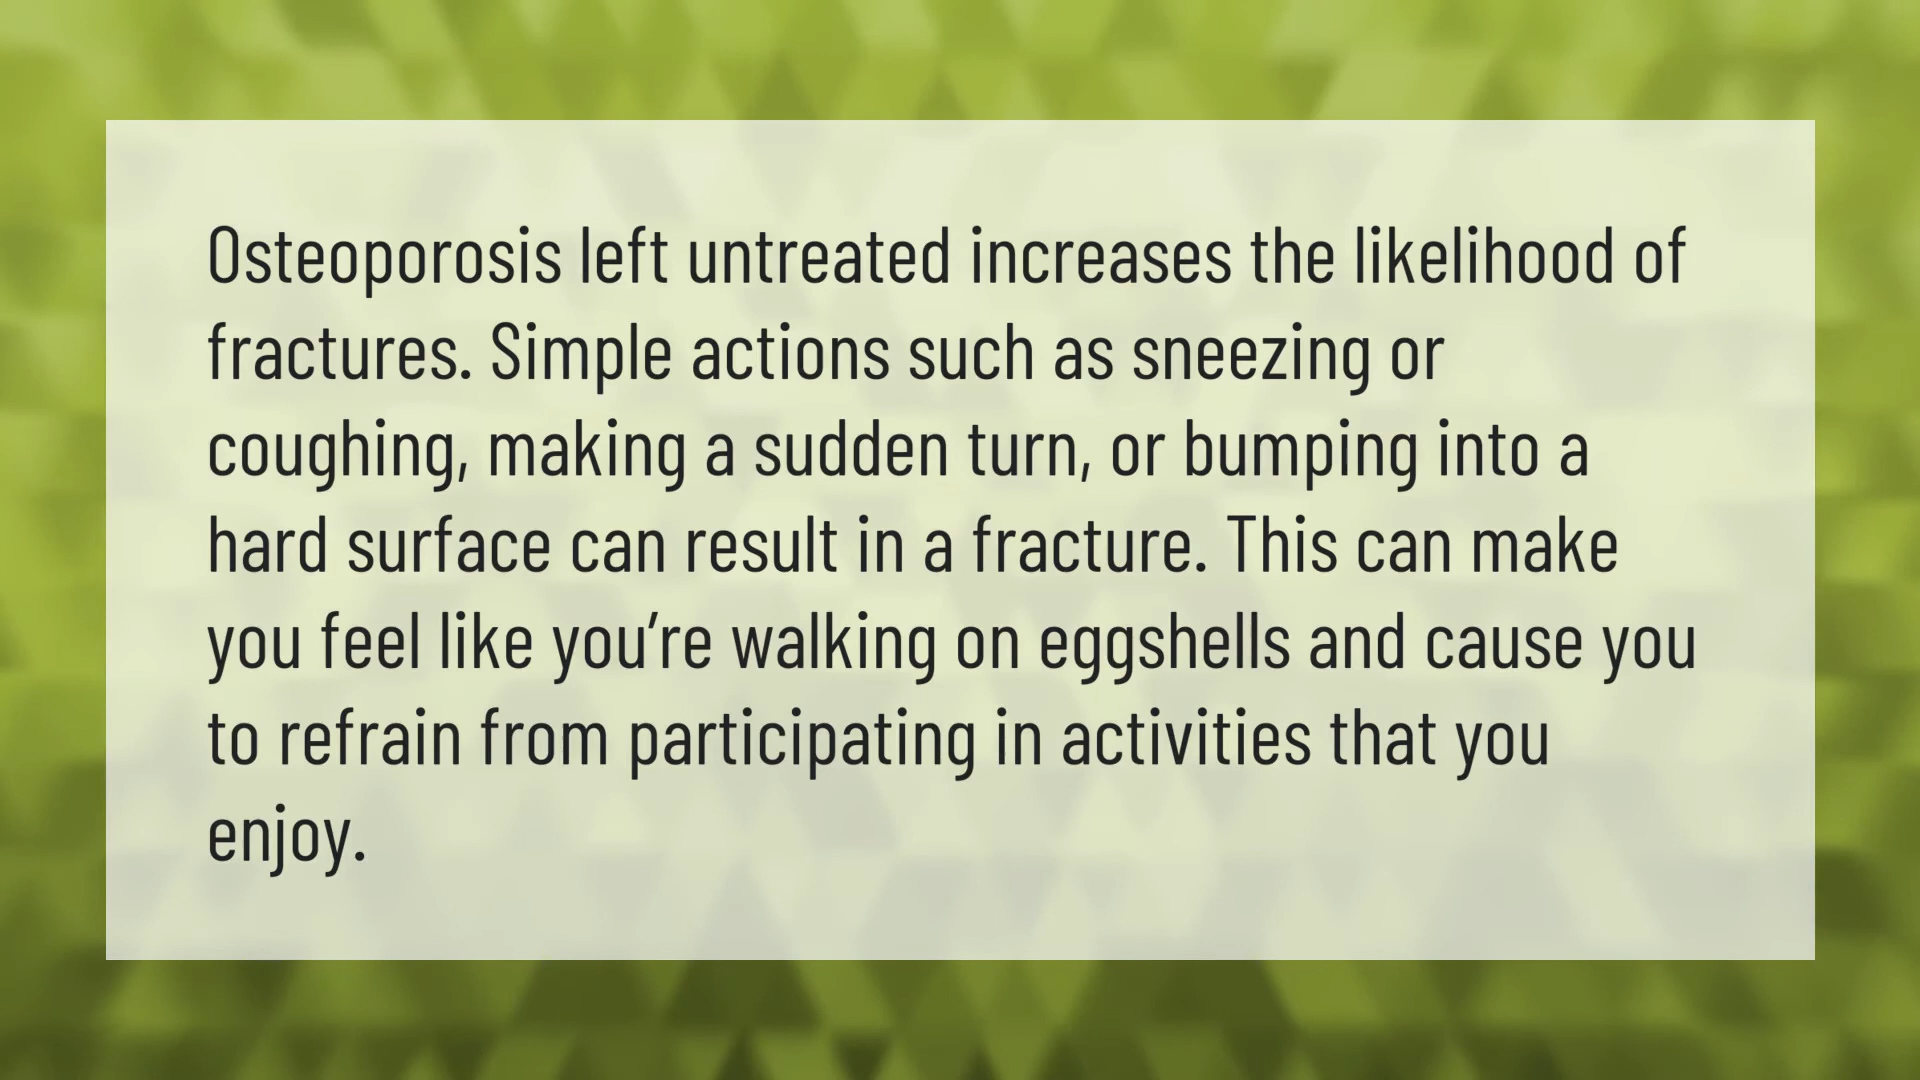 Osteoporosis left untreated increases the likelihood of
fractures. Simple actions such as sneezing or
coughing, making a sudden turn, or bumping into a
hard surface can result in a fracture. This can make
you feel like you’re walking on eggshells and cause you
to refrain from participating in activities that you
enjoy.